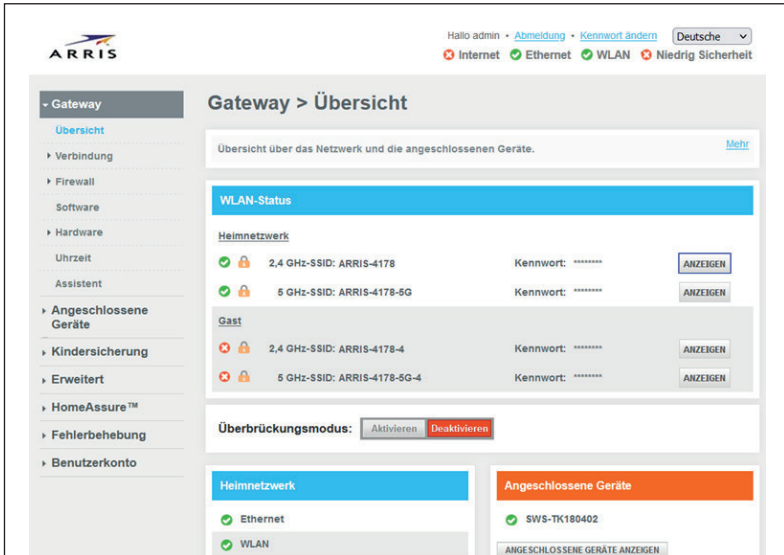 ARRIS
Hallo admin • Abmeldung • Kennwort ändern Deutsche
Internet Ethernet WLAN Niedrig Sicherheit
Gateway
Übersicht
Verbindung
Firewall
Software
Hardware
Uhrzeit
Assistent
Angeschlossene
Geräte
Kindersicherung
Erweitert
HomeAssure™
Fehlerbehebung
Benutzerkonto
Gateway > Übersicht
Übersicht über das Netzwerk und die angeschlossenen Geräte. Mehr
WLAN-Status
Heimnetzwerk
2,4 GHz-SSID: ARRIS-4178 Kennwort: ******** ANZEIGEN
5 GHz-SSID: ARRIS-4178-5G Kennwort: ******** ANZEIGEN
Gast
2,4 GHz-SSID: ARRIS-4178-4 Kennwort: ******** ANZEIGEN
5 GHz-SSID: ARRIS-4178-5G-4 Kennwort: ******** ANZEIGEN
Überbrückungsmodus: Aktivieren Deaktivieren
Heimnetzwerk
Ethernet
WLAN
Angeschlossene Geräte
SWS-TK180402
ANGESCHLOSSENE GERÄTE ANZEIGEN